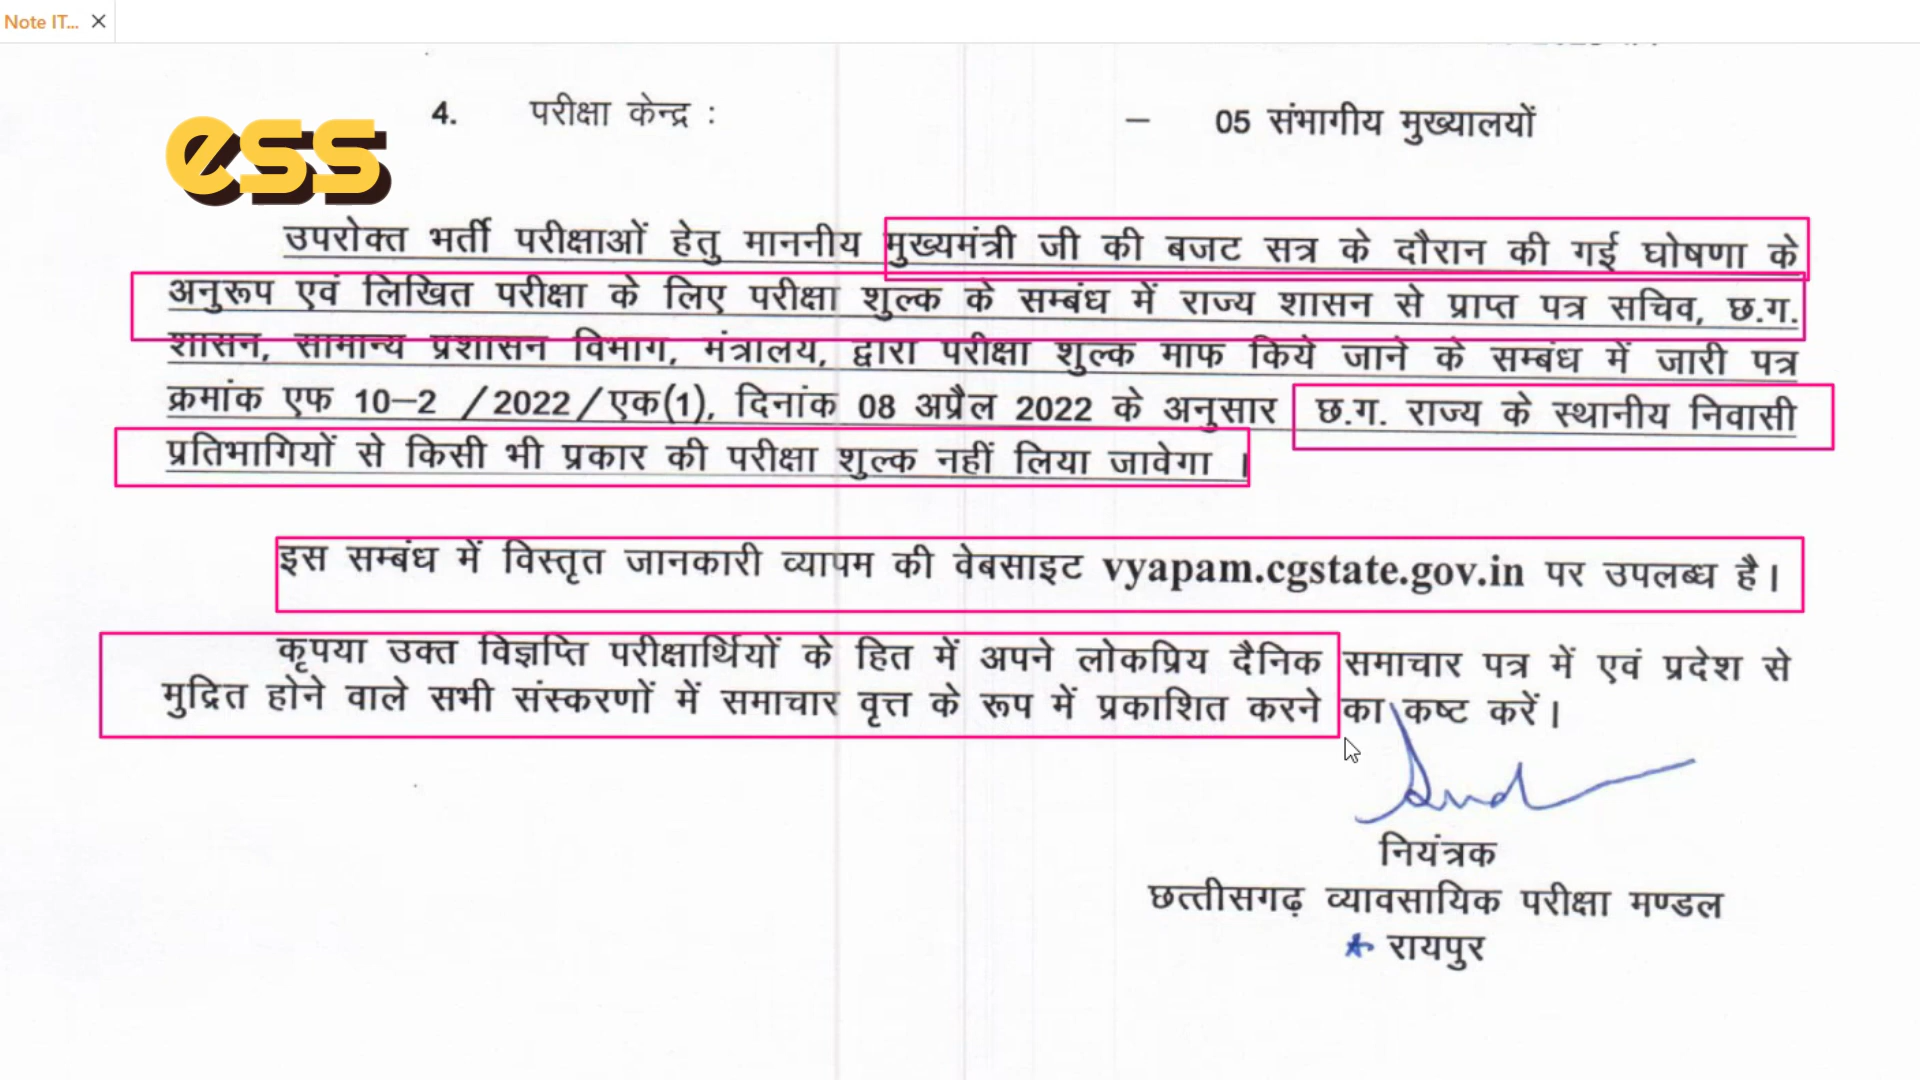 Note IT...
4. परीक्षा केन्द्र : – 05 संभागीय मुख्यालयों
ess
उपरोक्त भर्ती परीक्षाओं हेतु माननीय मुख्यमंत्री जी की बजट सत्र के दौरान की गई घोषणा के
अनुरूप एवं लिखित परीक्षा के लिए परीक्षा शुल्क के सम्बंध में राज्य शासन से प्राप्त पत्र सचिव, छ.ग.
शासन, सामान्य प्रशासन विभाग, मंत्रालय, द्वारा परीक्षा शुल्क माफ किये जाने के सम्बंध में जारी पत्र
क्रमांक एफ 10–2 /2022/एक(1), दिनांक 08 अप्रैल 2022 के अनुसार छ.ग. राज्य के स्थानीय निवासी
प्रतिभागियों से किसी भी प्रकार की परीक्षा शुल्क नहीं लिया जावेगा ।
इस सम्बंध में विस्तृत जानकारी व्यापम की वेबसाइट vyapam.cgstate.gov.in पर उपलब्ध है।
कृपया उक्त विज्ञप्ति परीक्षार्थियों के हित में अपने लोकप्रिय दैनिक समाचार पत्र में एवं प्रदेश से
मुद्रित होने वाले सभी संस्करणों में समाचार वृत्त के रूप में प्रकाशित करने का कष्ट करें।
नियंत्रक
छत्तीसगढ़ व्यावसायिक परीक्षा मण्डल
रायपुर